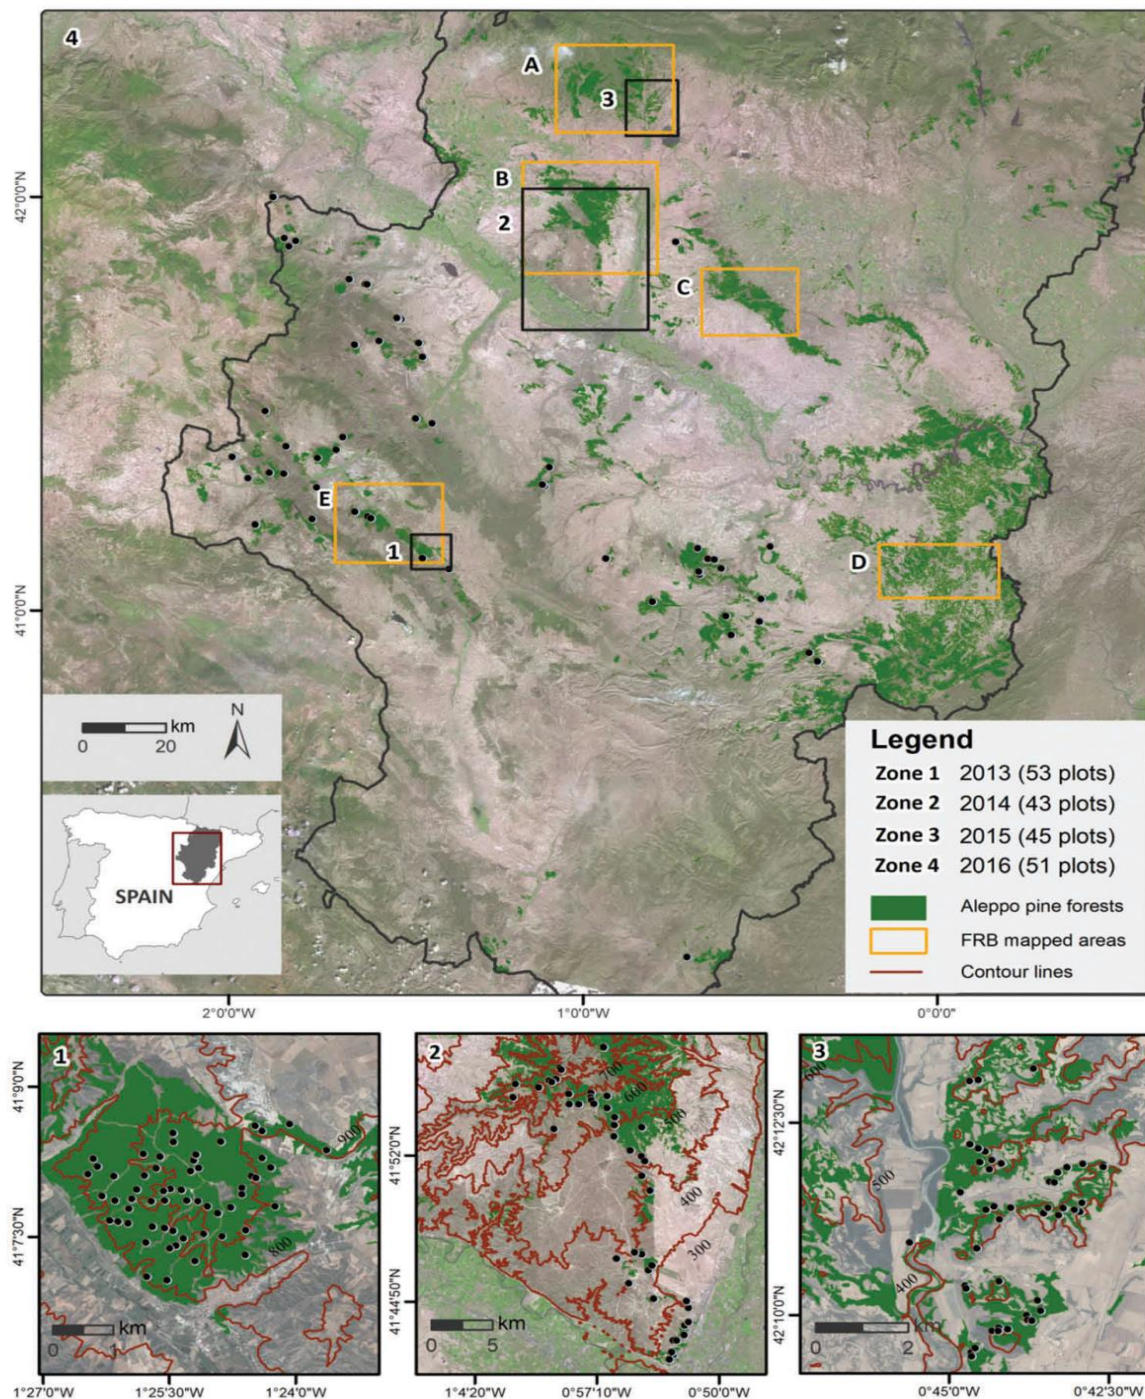 4
A
3
B
2
C
E
1
D
42°0'0"N
41°0'0"N
N
km
0 20
SPAIN
Legend
Zone 1 2013 (53 plots)
Zone 2 2014 (43 plots)
Zone 3 2015 (45 plots)
Zone 4 2016 (51 plots)
Aleppo pine forests
FRB mapped areas
Contour lines
2°0'0"W
1°0'0"W
0°0'0"
1
900
800
41°9'0"N
41°7'30"N
km
0 1
1°27'0"W
1°25'30"W
1°24'0"W
2
700
600
500
400
300
41°52'0"N
41°44'50"N
km
0 5
1°4'20"W
0°57'11"W
0°50'0"W
3
600
500
400
42°12'30"N
42°10'0"N
km
0 2
0°45'0"W
0°42'30"W